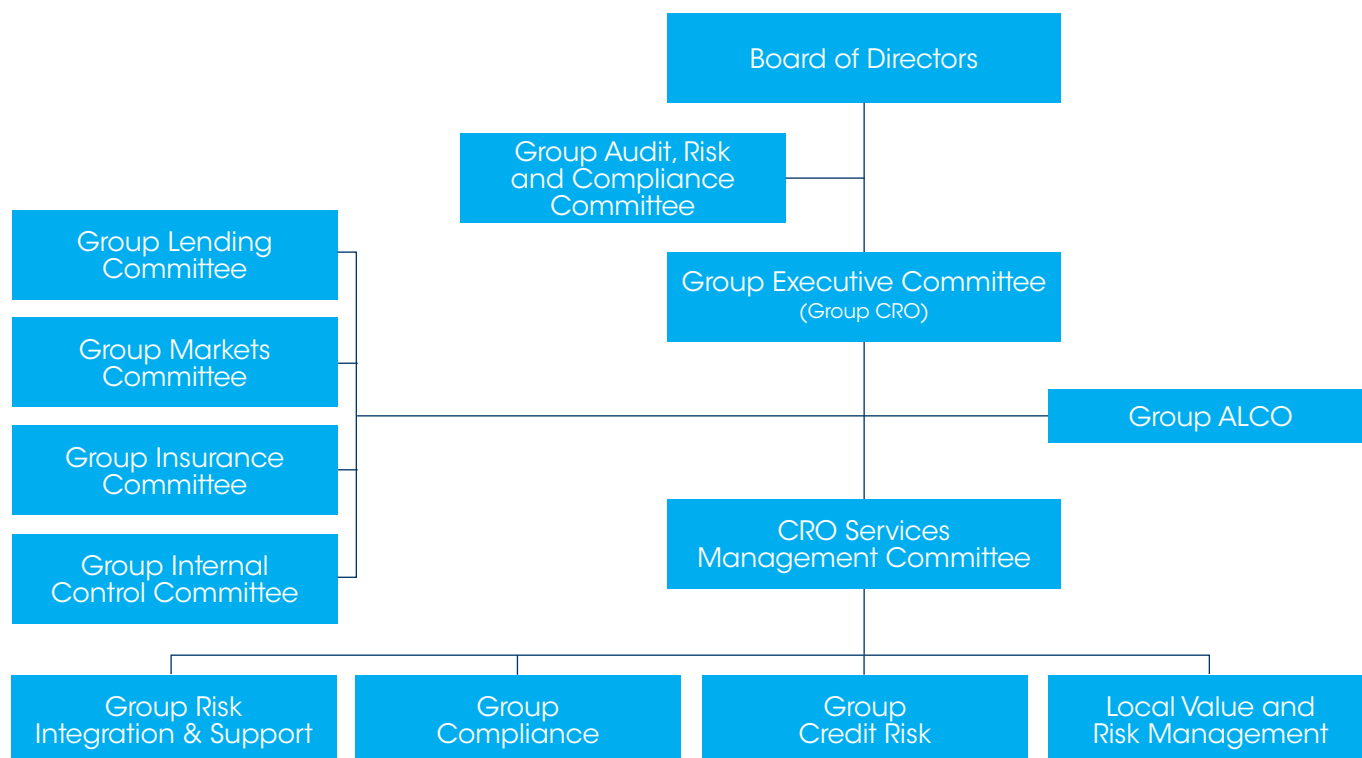 Board of Directors
Group Audit, Risk
and Compliance
Committee
Group Lending
Committee
Group Executive Committee
(Group CRO)
Group Markets
Committee
Group ALCO
Group Insurance
Committee
CRO Services
Management Committee
Group Internal
Control Committee
Group Risk
Integration & Support
Group
Compliance
Group
Credit Risk
Local Value and
Risk Management